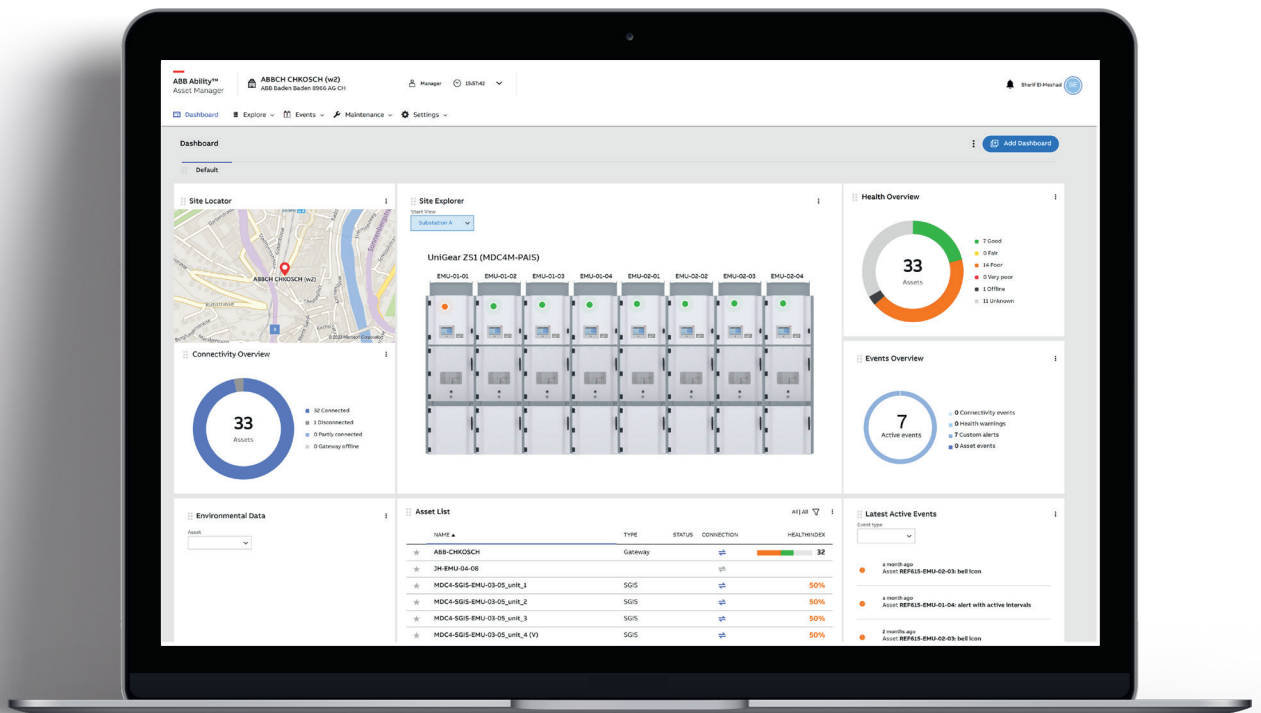 ABB Ability™
Asset Manager
ABBCH CHKOSCH (w2)
ABB Baden Baden 8966 AG CH
Manager
15:57:42
Sherif El-Meshad
SE
Dashboard
Explore
Events
Maintenance
Settings
Dashboard
Add Dashboard
Default
Site Locator
ABBCH CHKOSCH (w2)
Rütistrasse
© 2023 Microsoft Corporation
Connectivity Overview
33
Assets
32 Connected
1 Disconnected
0 Partly connected
0 Gateway offline
Environmental Data
Asset
Site Explorer
Start View
Substation A
UniGear ZS1 (MDC4M-PAIS)
EMU-01-01 EMU-01-02 EMU-01-03 EMU-01-04 EMU-02-01 EMU-02-02 EMU-02-03 EMU-02-04
Asset List
All | All
NAME ▲ TYPE STATUS CONNECTION HEALTHINDEX
ABB-CHKOSCH Gateway 32
JH-EMU-04-08
MDC4-SGIS-EMU-03-05_unit_1 SGIS 50%
MDC4-SGIS-EMU-03-05_unit_2 SGIS 50%
MDC4-SGIS-EMU-03-05_unit_3 SGIS 50%
MDC4-SGIS-EMU-03-05_unit_4 (V) SGIS 50%
Health Overview
33
Assets
7 Good
0 Fair
14 Poor
0 Very poor
1 Offline
11 Unknown
Events Overview
7
Active events
0 Connectivity events
0 Health warnings
7 Custom alerts
0 Asset events
Latest Active Events
Event type
a month ago
Asset REF615-EMU-02-03: bell icon
a month ago
Asset REF615-EMU-01-04: alert with active intervals
2 months ago
Asset REF615-EMU-02-03: bell icon